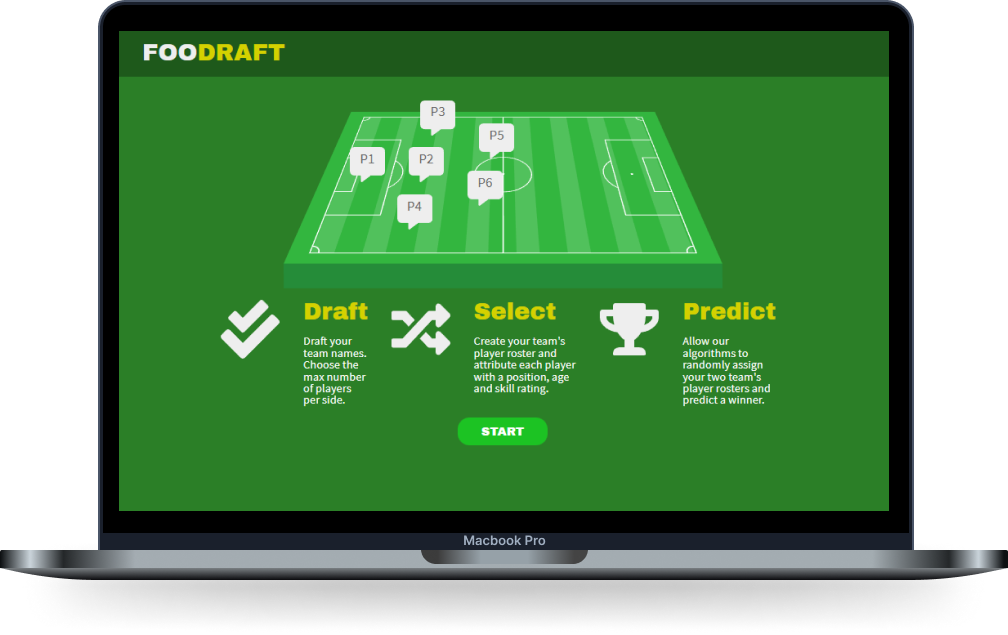 FOODRAFT
P3
P5
P1
P2
P6
P4
Draft
Draft your
team names.
Choose the
max number
of players
per side.
Select
Create your team's
player roster and
attribute each player
with a position, age
and skill rating.
Predict
Allow our
algorithms to
randomly assign
your two team's
player rosters and
predict a winner.
START
Macbook Pro